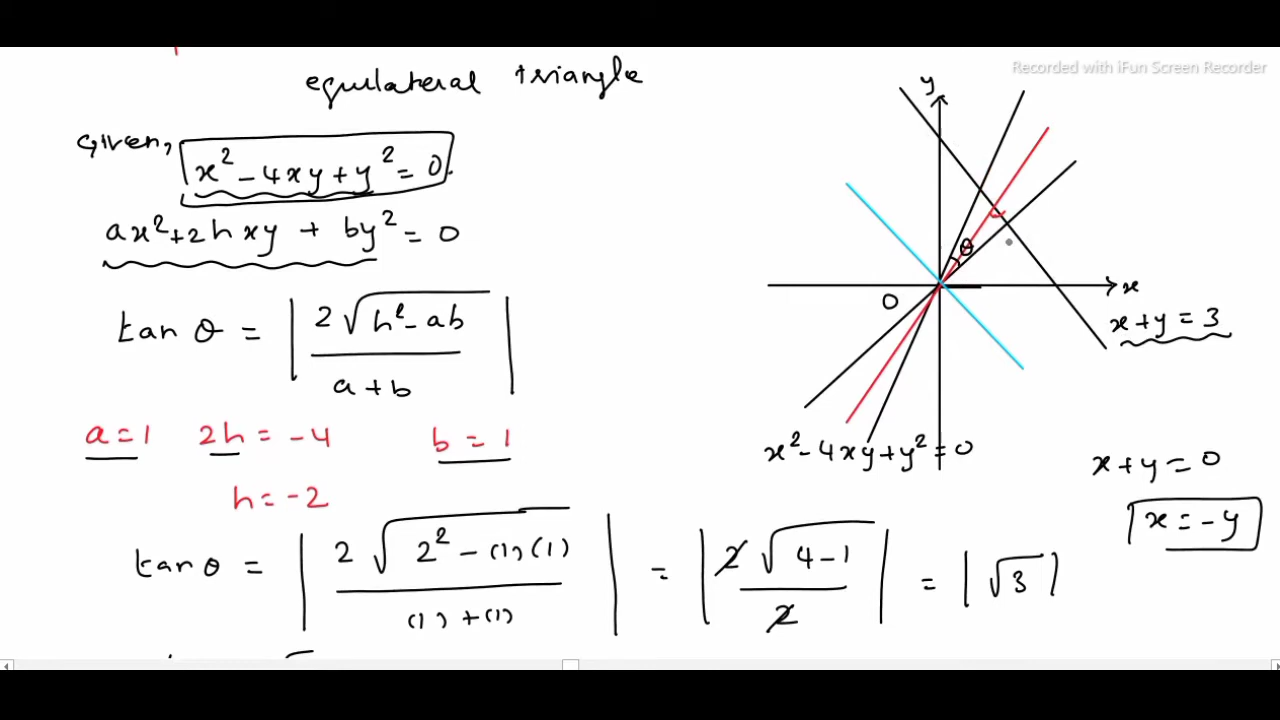 Recorded with iFun Screen Recorder
equilateral triangle
Given, x² - 4xy + y² = 0.
ax² + 2hxy + by² = 0
tan θ = | 2√(h² - ab) / (a + b) |
a = 1 2h = -4 b = 1
h = -2
tan θ = | 2√(2² - (1)(1)) / ((1) + (1)) | = | 2√(4-1) / 2 | = |√3|
y
θ
O
x
x + y = 3
x² - 4xy + y² = 0
x + y = 0
x = -y